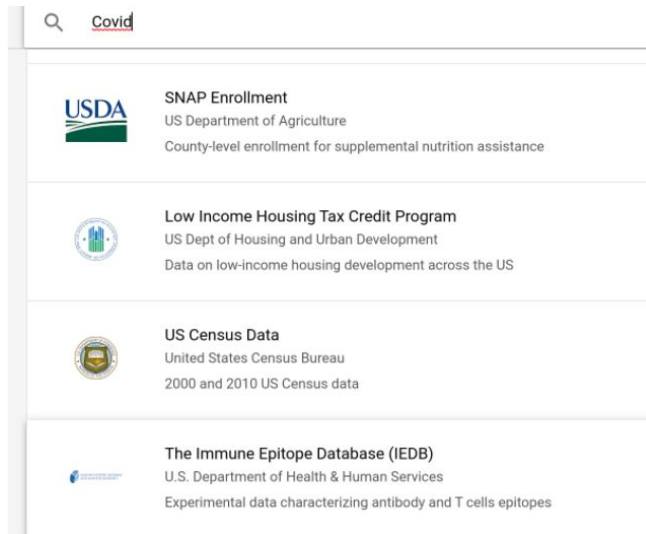 Covid
USDA
SNAP Enrollment
US Department of Agriculture
County-level enrollment for supplemental nutrition assistance
Low Income Housing Tax Credit Program
US Dept of Housing and Urban Development
Data on low-income housing development across the US
US Census Data
United States Census Bureau
2000 and 2010 US Census data
The Immune Epitope Database (IEDB)
U.S. Department of Health & Human Services
Experimental data characterizing antibody and T cells epitopes